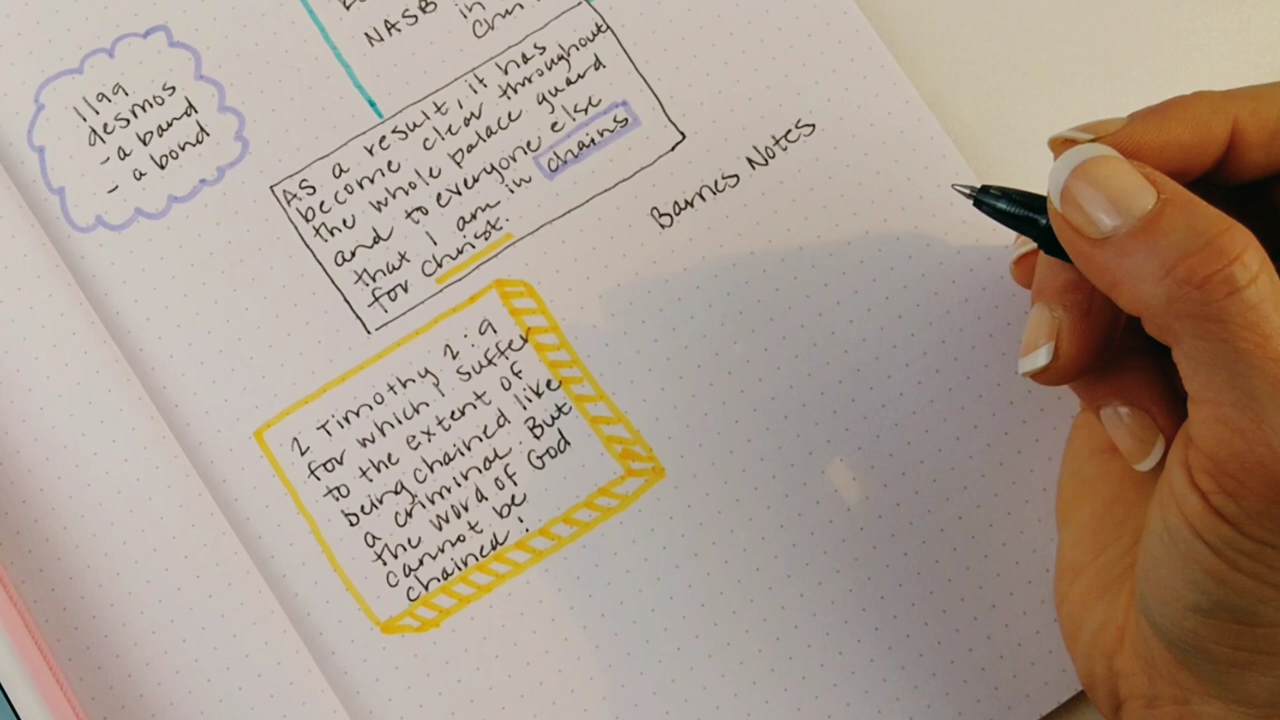 NASB
in
1199
desmos
- a band
- a bond
As a result, it has
become clear throughout
the whole palace guard
and to everyone else
that I am in chains
for Christ.
Barnes Notes
2 Timothy 2:9
for which I suffer
to the extent of
being chained like
a criminal. But
the word of God
cannot be
chained!